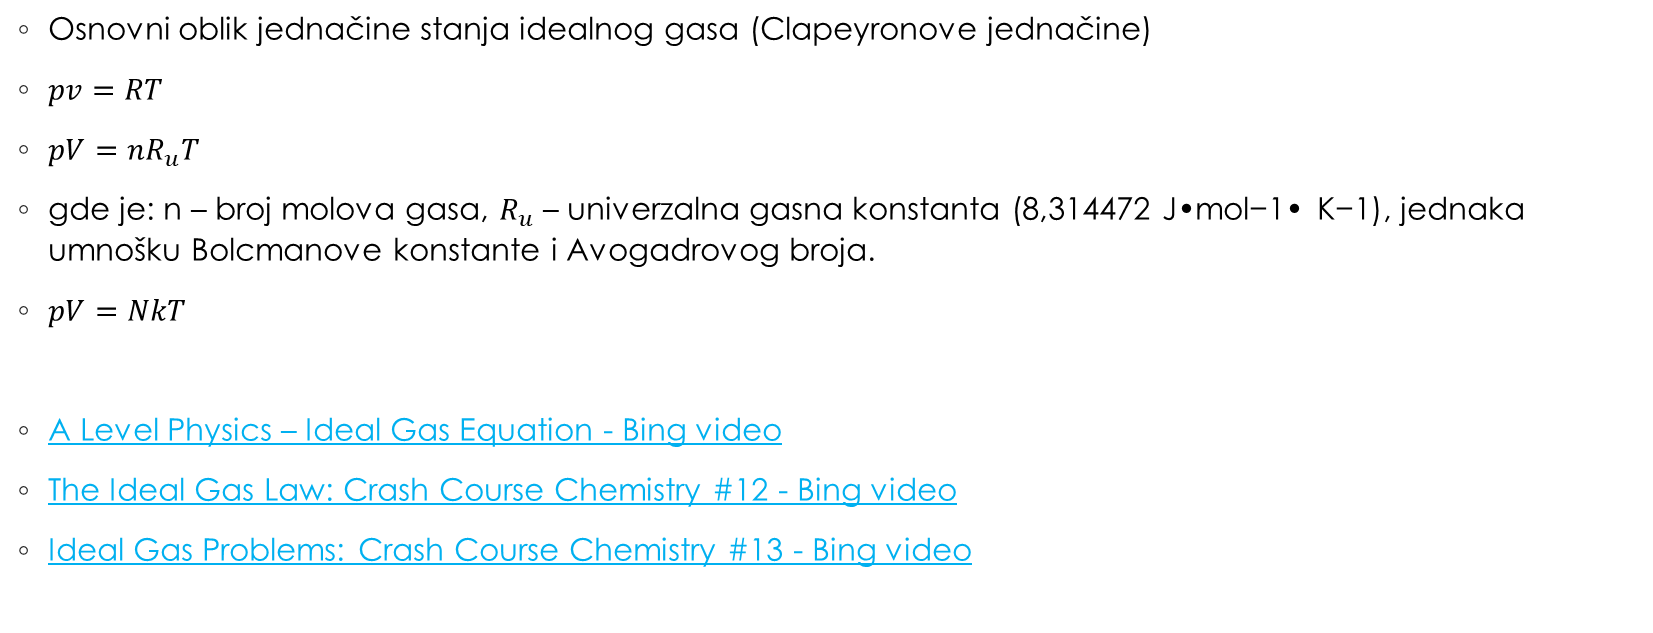 ◦ Osnovni oblik jednačine stanja idealnog gasa (Clapeyronove jednačine)
◦ pv = RT
◦ pV = nRᵤT
◦ gde je: n – broj molova gasa, Rᵤ – univerzalna gasna konstanta (8,314472 J•mol−1• K−1), jednaka
umnošku Bolcmanove konstante i Avogadrovog broja.
◦ pV = NkT
◦ A Level Physics – Ideal Gas Equation - Bing video
◦ The Ideal Gas Law: Crash Course Chemistry #12 - Bing video
◦ Ideal Gas Problems: Crash Course Chemistry #13 - Bing video